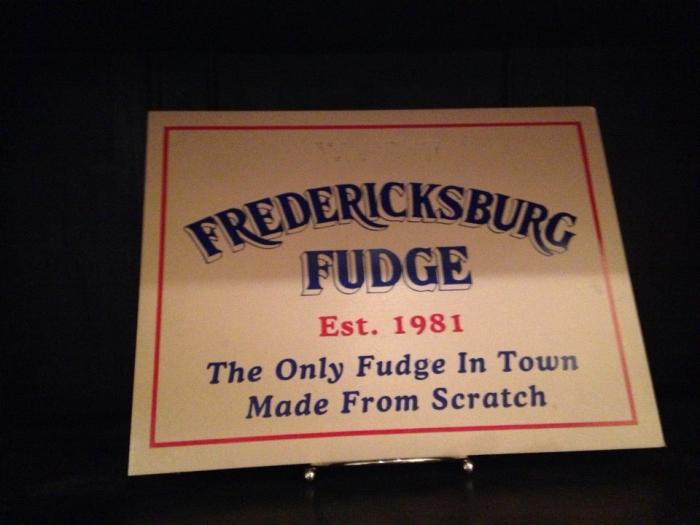 FREDERICKSBURG
FUDGE
Est. 1981
The Only Fudge In Town
Made From Scratch